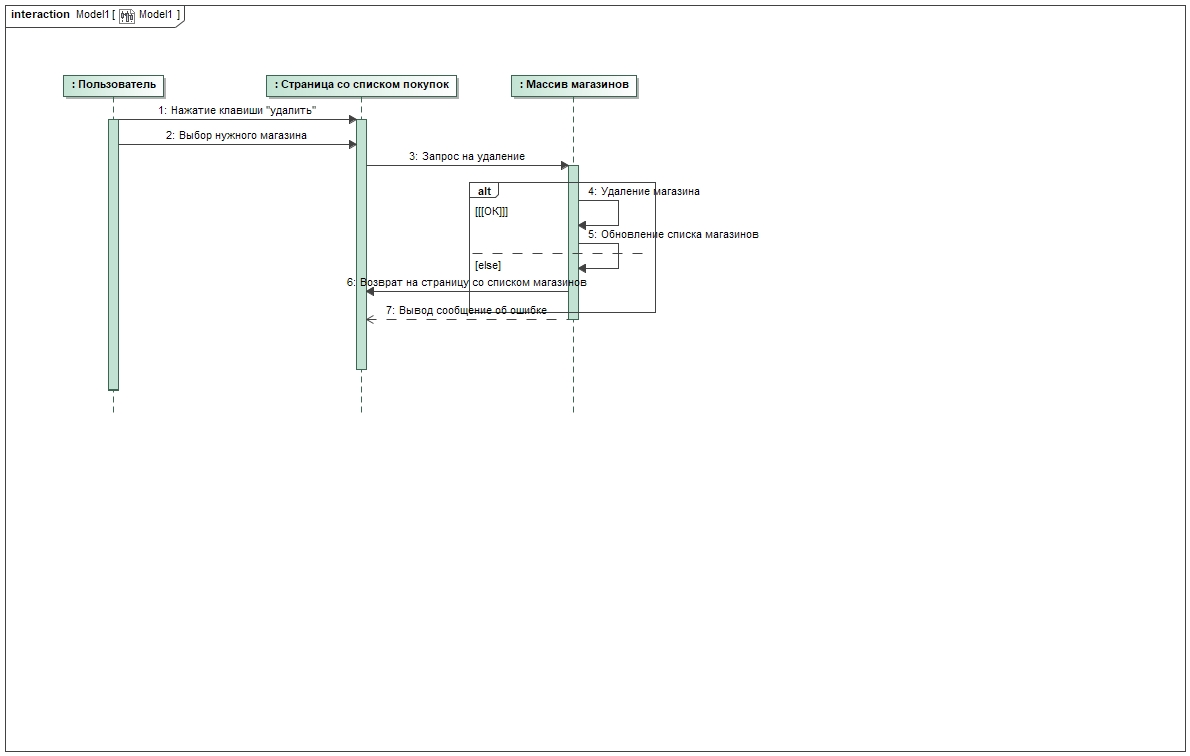 interaction Model1 [ Model1 ]
: Пользователь
: Страница со списком покупок
: Массив магазинов
1: Нажатие клавиши "удалить"
2: Выбор нужного магазина
3: Запрос на удаление
alt
4: Удаление магазина
[[[ОК]]]
5: Обновление списка магазинов
[else]
6: Возврат на страницу со списком магазинов
7: Вывод сообщение об ошибке